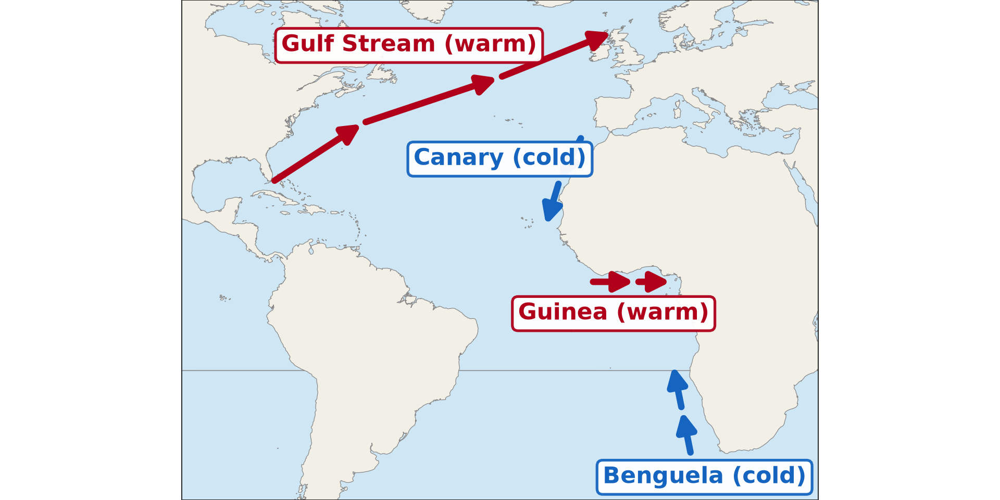 Gulf Stream (warm)
Canary (cold)
Guinea (warm)
Benguela (cold)